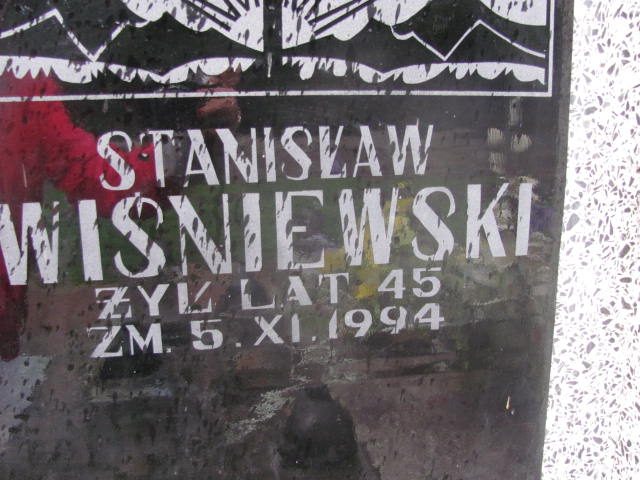 STANISŁAW
WIŚNIEWSKI
ŻYŁ LAT 45
ZM. 5. XI. 1994